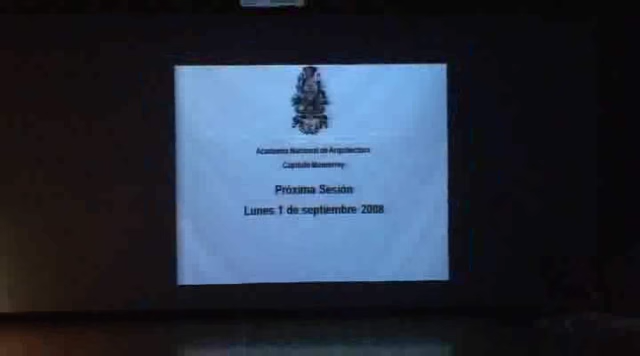 Academia Nacional de Arquitectura
Capítulo Monterrey
Próxima Sesión
Lunes 1 de septiembre 2008